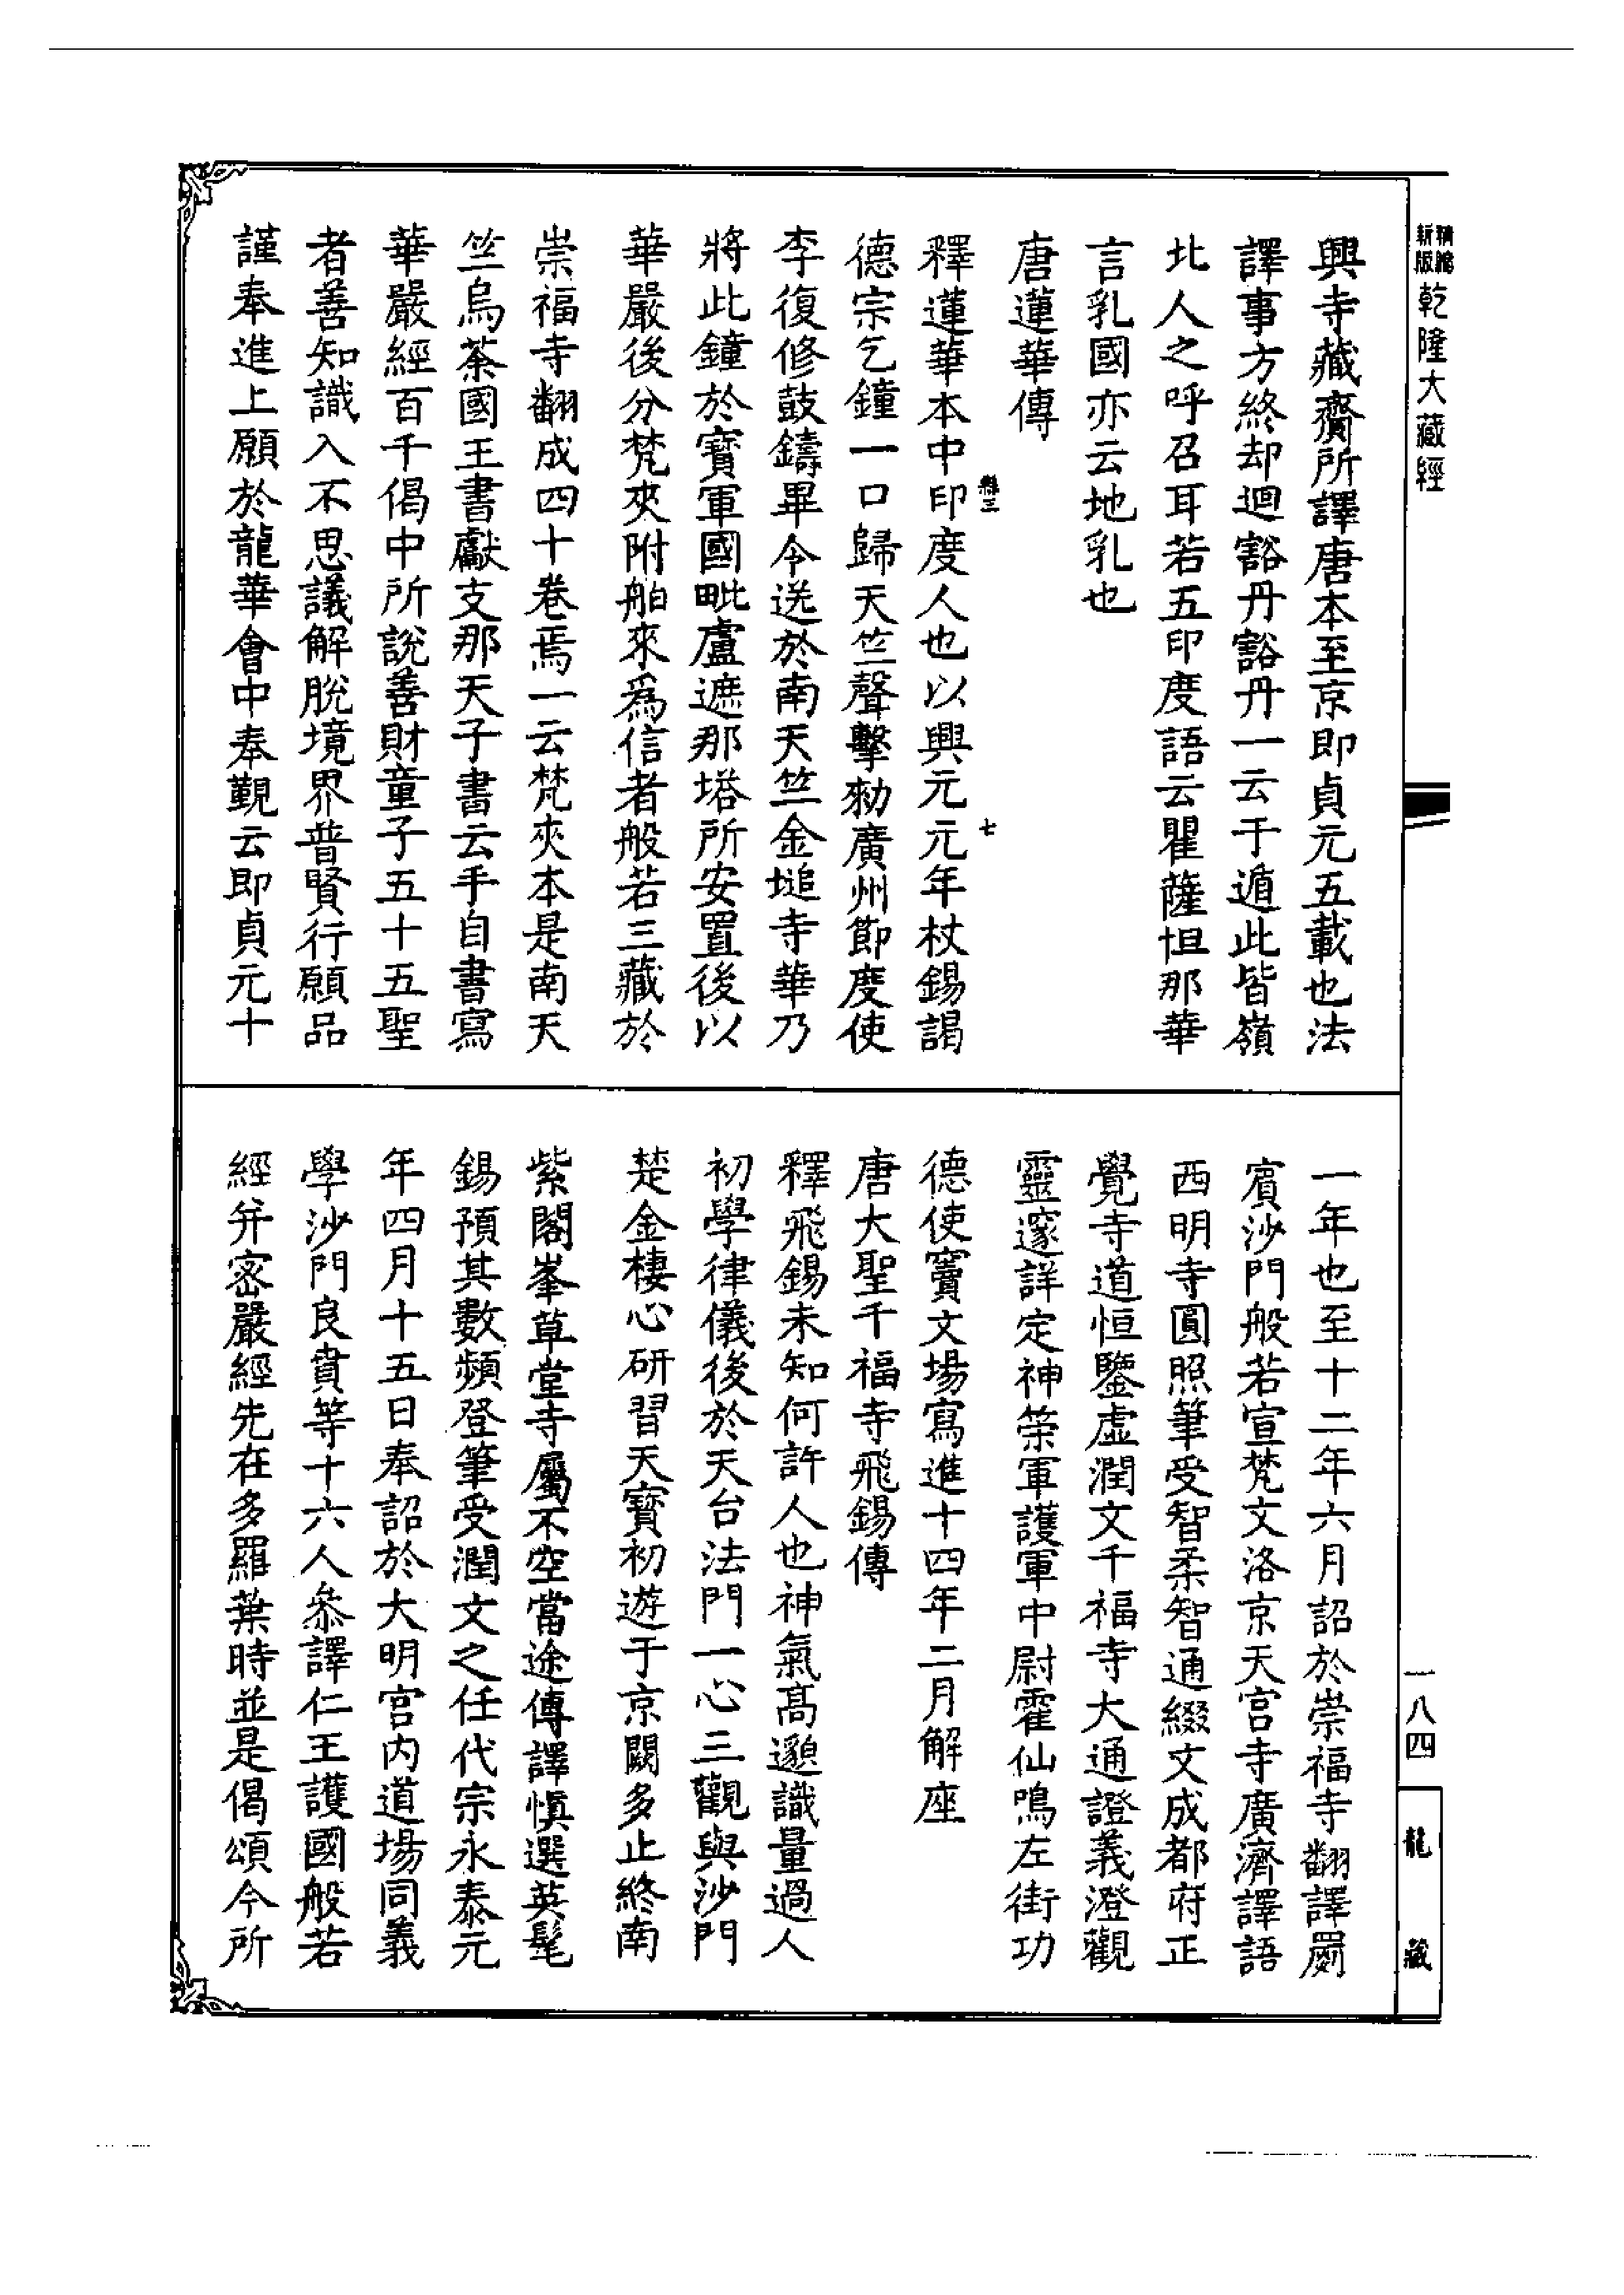 新版
精縮
乾隆大藏經
興寺藏齎所譯唐本至京即貞元五載也法
譯事方終却迴豁丹豁丹一云于遁此皆嶺
北人之呼召耳若五印度語云瞿薩怛那華
言乳國亦云地乳也
唐蓮華傳
縣三
七
釋蓮華本中印度人也以興元元年杖錫謁
德宗乞鐘一口歸天竺聲擊勑廣州節度使
李復修鼓鑄畢令送於南天竺金塠寺華乃
將此鐘於寶軍國毗盧遮那塔所安置後以
華嚴後分梵夾附舶來爲信者般若三藏於
崇福寺翻成四十卷焉一云梵夾本是南天
竺烏茶國王書獻支那天子書云手自書寫
華嚴經百千偈中所說善財童子五十五聖
者善知識入不思議解脫境界普賢行願品
謹奉進上願於龍華會中奉覲云即貞元十
一年也至十二年六月詔於崇福寺翻譯罽
賓沙門般若宣梵文洛京天宮寺廣濟譯語
西明寺圓照筆受智柔智通綴文成都府正
覺寺道恒鑒虛潤文千福寺大通證義澄觀
靈邃詳定神策軍護軍中尉霍仙鳴左街功
德使竇文場寫進十四年二月解座
唐大聖千福寺飛錫傳
釋飛錫未知何許人也神氣高邈識量過人
初學律儀後於天台法門一心三觀與沙門
楚金棲心研習天寶初遊于京闕多止終南
紫閣峯草堂寺屬不空當途傳譯慎選英髦
錫預其數頻登筆受潤文之任代宗永泰元
年四月十五日奉詔於大明宮內道場同義
學沙門良賁等十六人叅譯仁王護國般若
經并密嚴經先在多羅葉時並是偈頌今所
一八四
龍藏